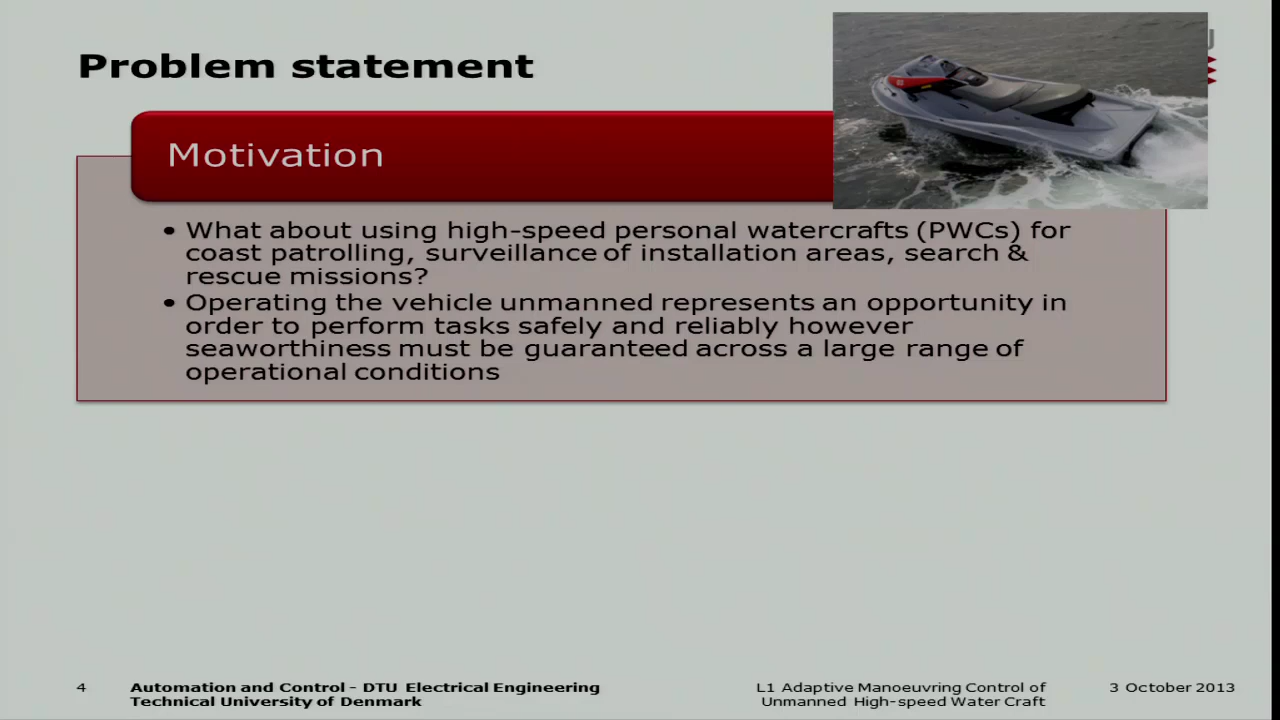 Problem statement
Motivation
• What about using high-speed personal watercrafts (PWCs) for
coast patrolling, surveillance of installation areas, search &
rescue missions?
• Operating the vehicle unmanned represents an opportunity in
order to perform tasks safely and reliably however
seaworthiness must be guaranteed across a large range of
operational conditions
4
Automation and Control - DTU Electrical Engineering
Technical University of Denmark
L1 Adaptive Manoeuvring Control of
Unmanned High-speed Water Craft
3 October 2013